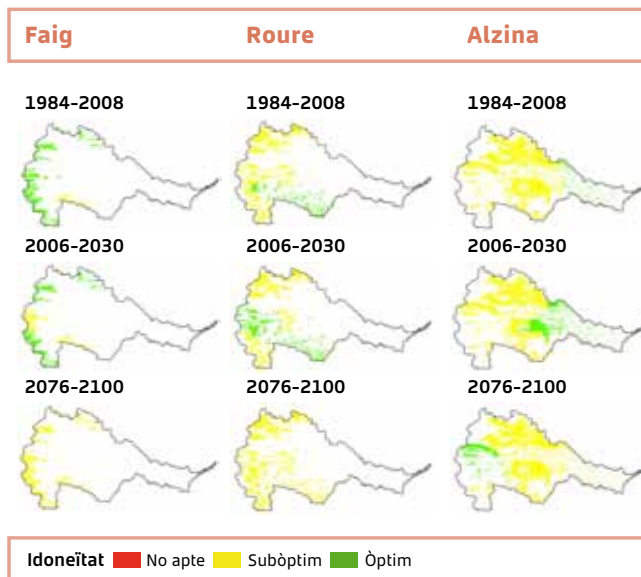 Faig Roure Alzina
1984-2008 1984-2008 1984-2008
2006-2030 2006-2030 2006-2030
2076-2100 2076-2100 2076-2100
Idoneïtat No apte Subòptim Òptim